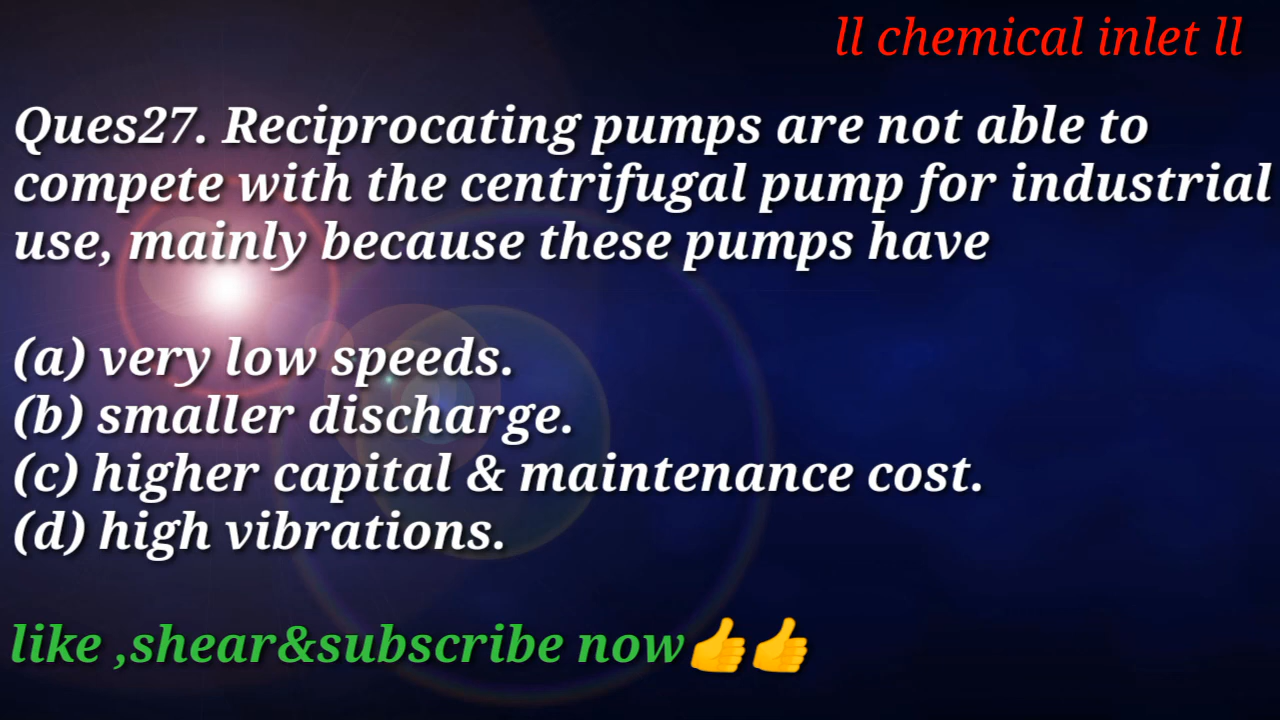 ll chemical inlet ll
Ques27. Reciprocating pumps are not able to
compete with the centrifugal pump for industrial
use, mainly because these pumps have
(a) very low speeds.
(b) smaller discharge.
(c) higher capital & maintenance cost.
(d) high vibrations.
like ,shear&subscribe now👍👍